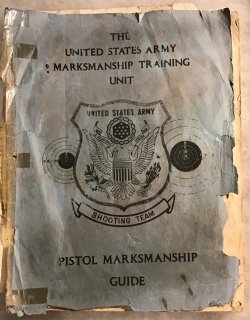 THE
UNITED STATES ARMY
MARKSMANSHIP TRAINING
UNIT
UNITED STATES ARMY
SHOOTING TEAM
PISTOL MARKSMANSHIP
GUIDE